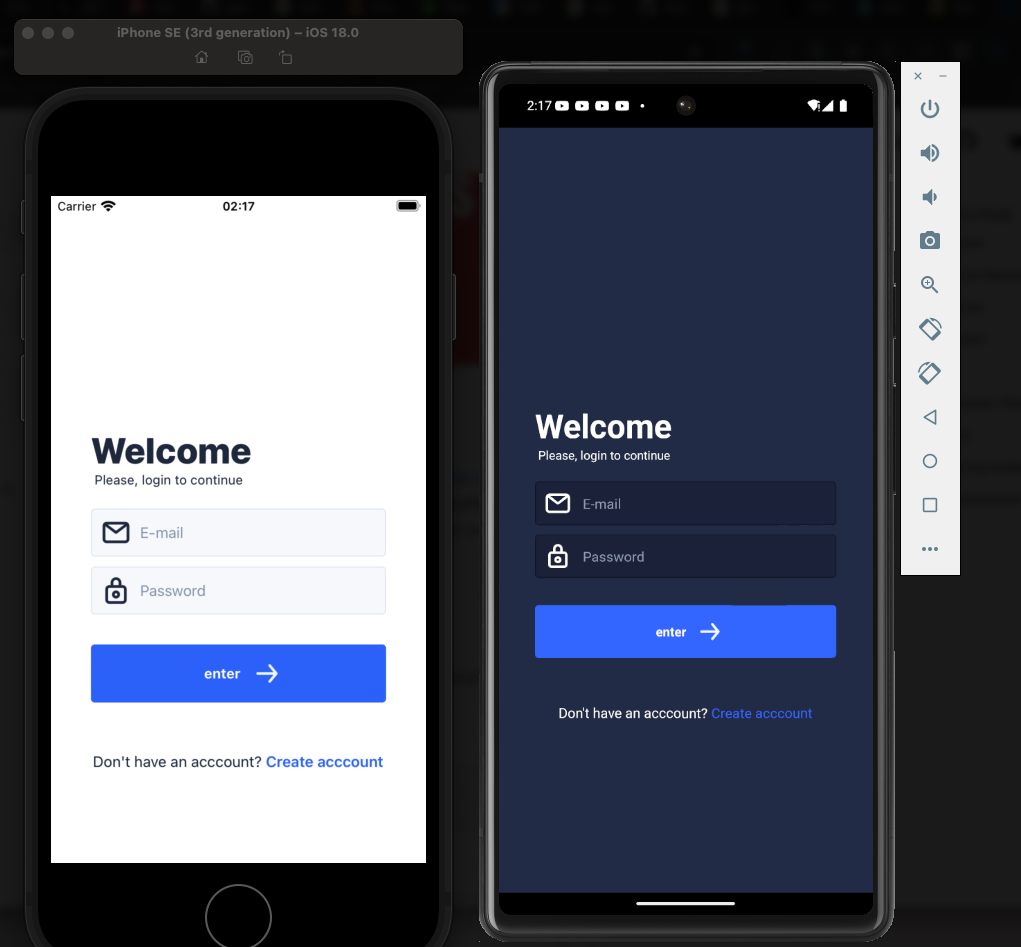 iPhone SE (3rd generation) – iOS 18.0
Carrier
02:17
Welcome
Please, login to continue
E-mail
Password
enter
Don't have an acccount? Create acccount
2:17
Welcome
Please, login to continue
E-mail
Password
enter
Don't have an acccount? Create acccount